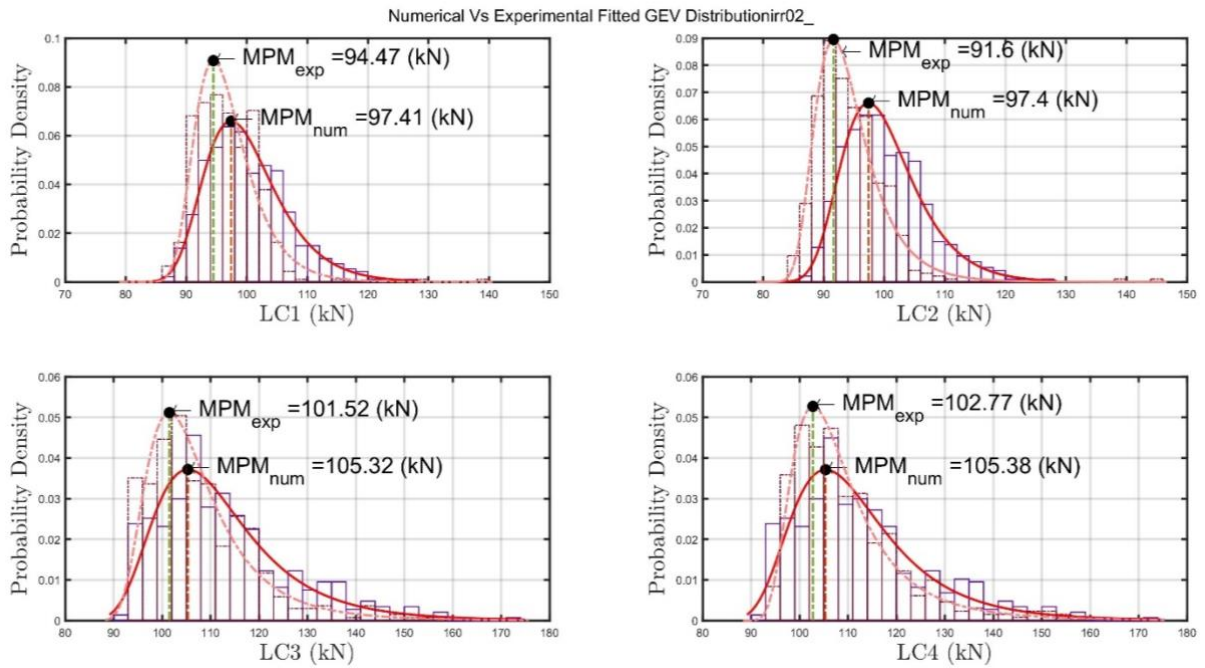 Numerical Vs Experimental Fitted GEV Distributionirr02_
0.1
0.08
0.06
0.04
0.02
0
Probability Density
MPMexp =94.47 (kN)
MPMnum =97.41 (kN)
70 80 90 100 110 120 130 140 150
LC1 (kN)
0.09
0.08
0.07
0.06
0.05
0.04
0.03
0.02
0.01
0
Probability Density
MPMexp =91.6 (kN)
MPMnum =97.4 (kN)
70 80 90 100 110 120 130 140 150
LC2 (kN)
0.06
0.05
0.04
0.03
0.02
0.01
0
Probability Density
MPMexp =101.52 (kN)
MPMnum =105.32 (kN)
80 90 100 110 120 130 140 150 160 170 180
LC3 (kN)
0.06
0.05
0.04
0.03
0.02
0.01
0
Probability Density
MPMexp =102.77 (kN)
MPMnum =105.38 (kN)
80 90 100 110 120 130 140 150 160 170 180
LC4 (kN)